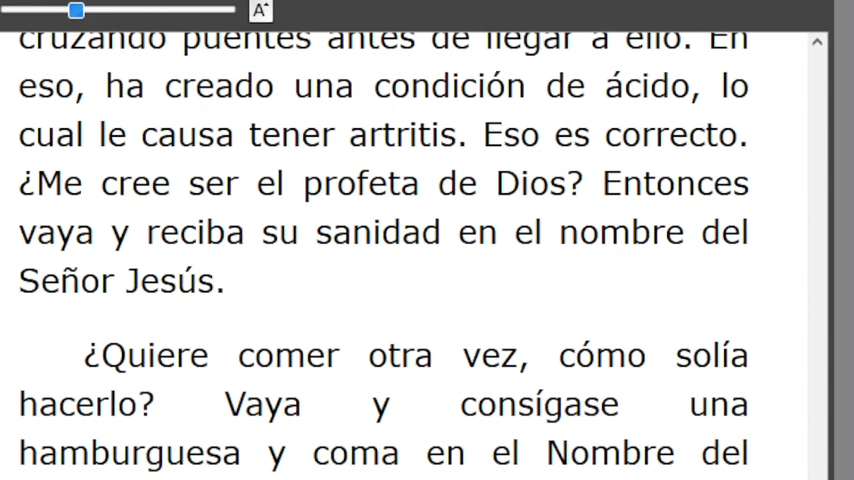 A
cruzando puentes antes de llegar a ello. En
eso, ha creado una condición de ácido, lo
cual le causa tener artritis. Eso es correcto.
¿Me cree ser el profeta de Dios? Entonces
vaya y reciba su sanidad en el nombre del
Señor Jesús.
¿Quiere comer otra vez, cómo solía
hacerlo? Vaya y consígase una
hamburguesa y coma en el Nombre del